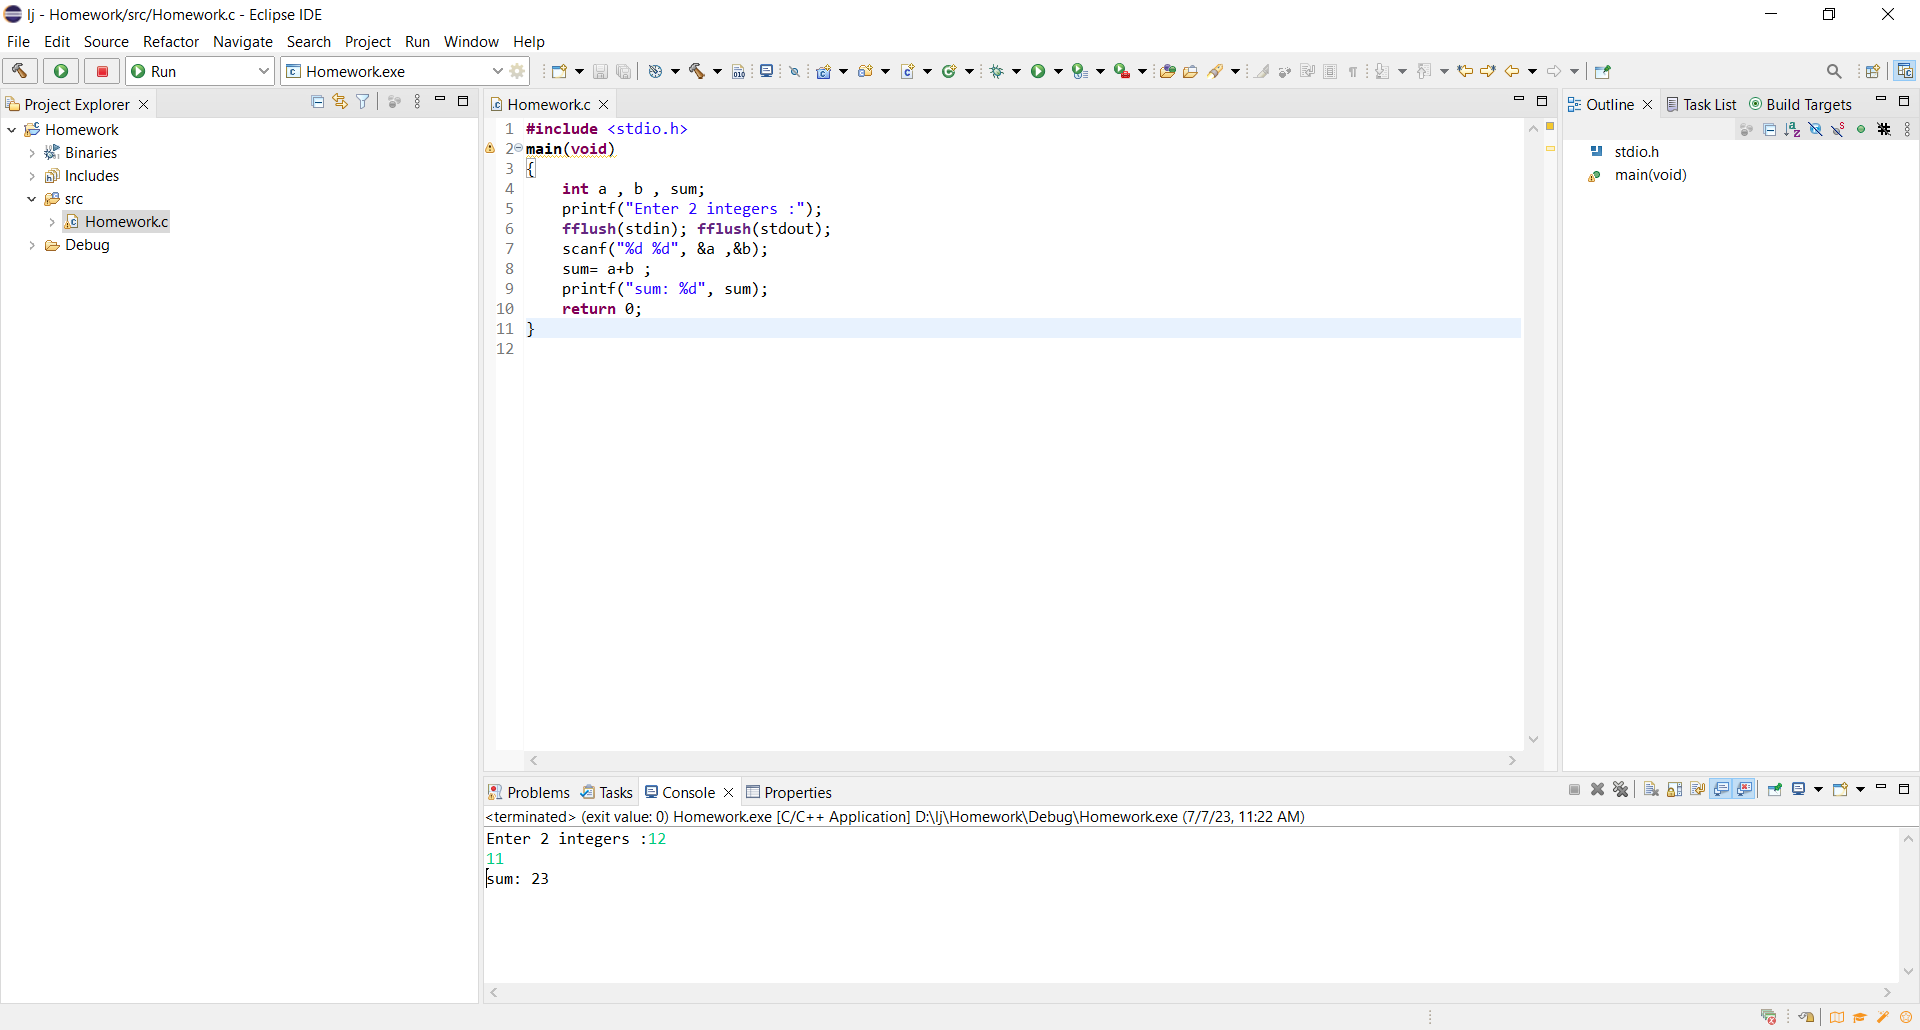 lj - Homework/src/Homework.c - Eclipse IDE
File Edit Source Refactor Navigate Search Project Run Window Help
Run Homework.exe
Project Explorer
Homework
Binaries
Includes
src
Homework.c
Debug
Homework.c
1 #include <stdio.h>
2 main(void)
3 {
4 int a , b , sum;
5 printf("Enter 2 integers :");
6 fflush(stdin); fflush(stdout);
7 scanf("%d %d", &a ,&b);
8 sum= a+b ;
9 printf("sum: %d", sum);
10 return 0;
11 }
12
Outline Task List Build Targets
stdio.h
main(void)
Problems Tasks Console Properties
<terminated> (exit value: 0) Homework.exe [C/C++ Application] D:\lj\Homework\Debug\Homework.exe (7/7/23, 11:22 AM)
Enter 2 integers :12
11
sum: 23